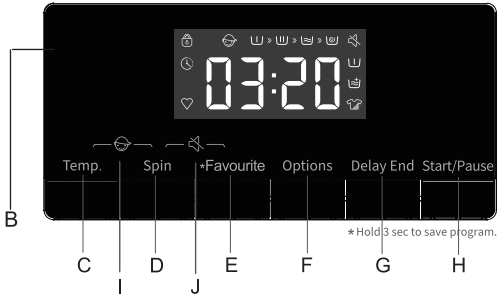 03:20
Temp. Spin *Favourite Options Delay End Start/Pause
*Hold 3 sec to save program.
B
C I D J E F G H